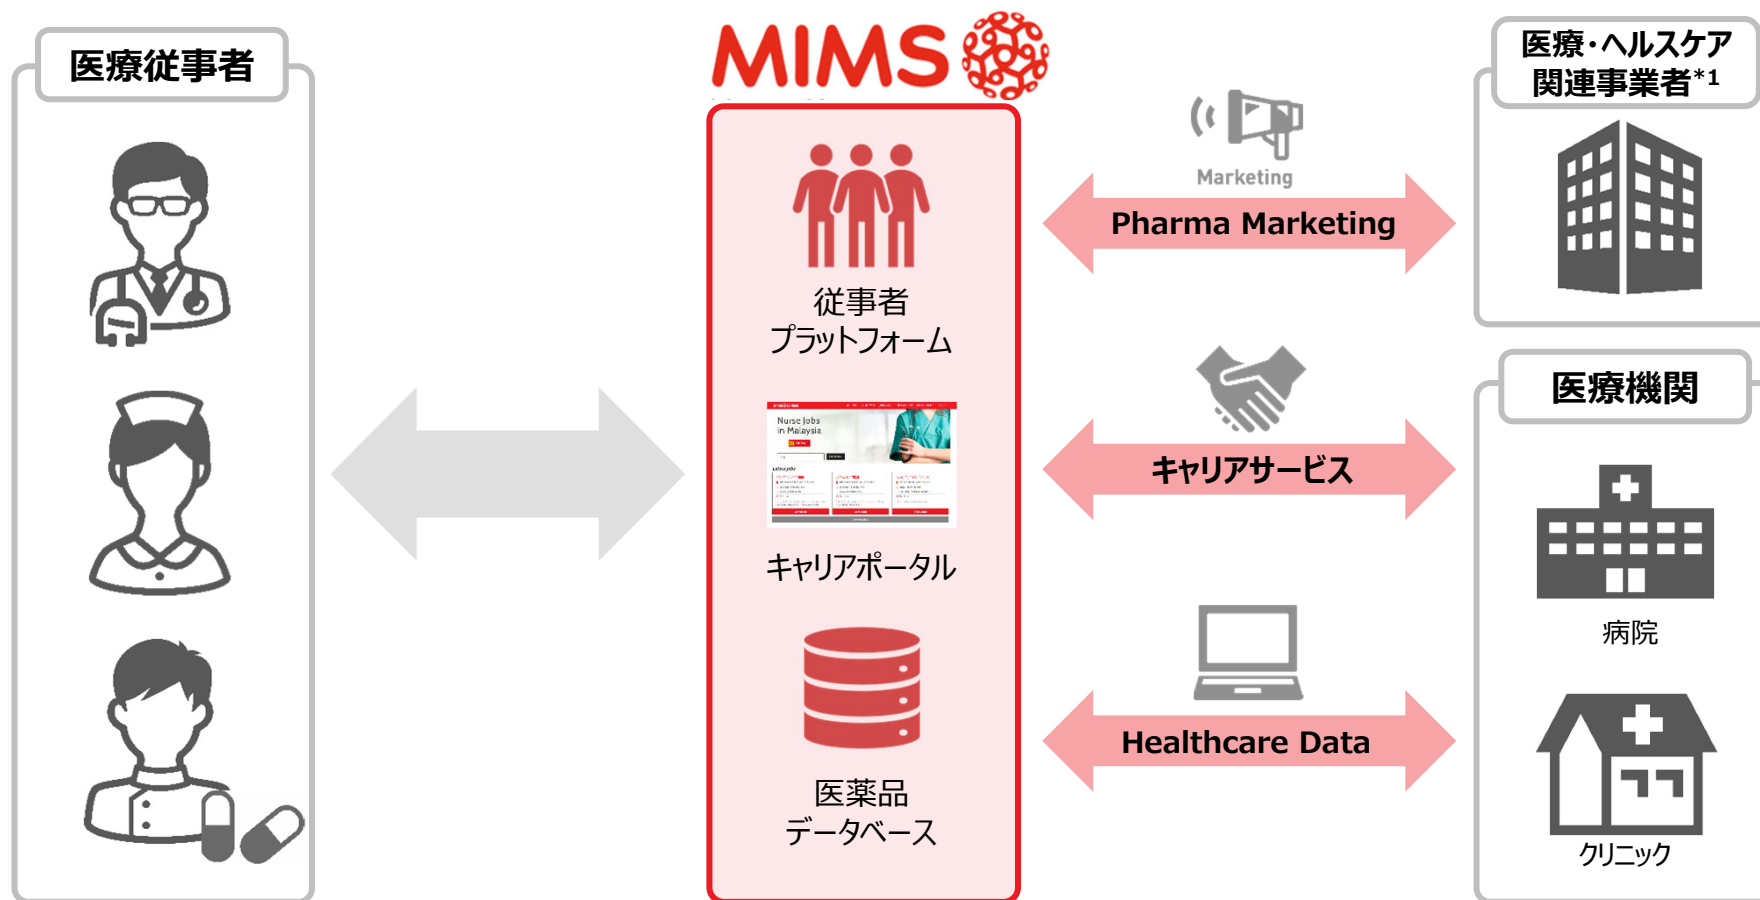 医療従事者
MIMS
従事者
プラットフォーム
Nurse Jobs
in Malaysia
キャリアポータル
医薬品
データベース
Marketing
Pharma Marketing
キャリアサービス
Healthcare Data
医療・ヘルスケア
関連事業者*1
医療機関
病院
クリニック